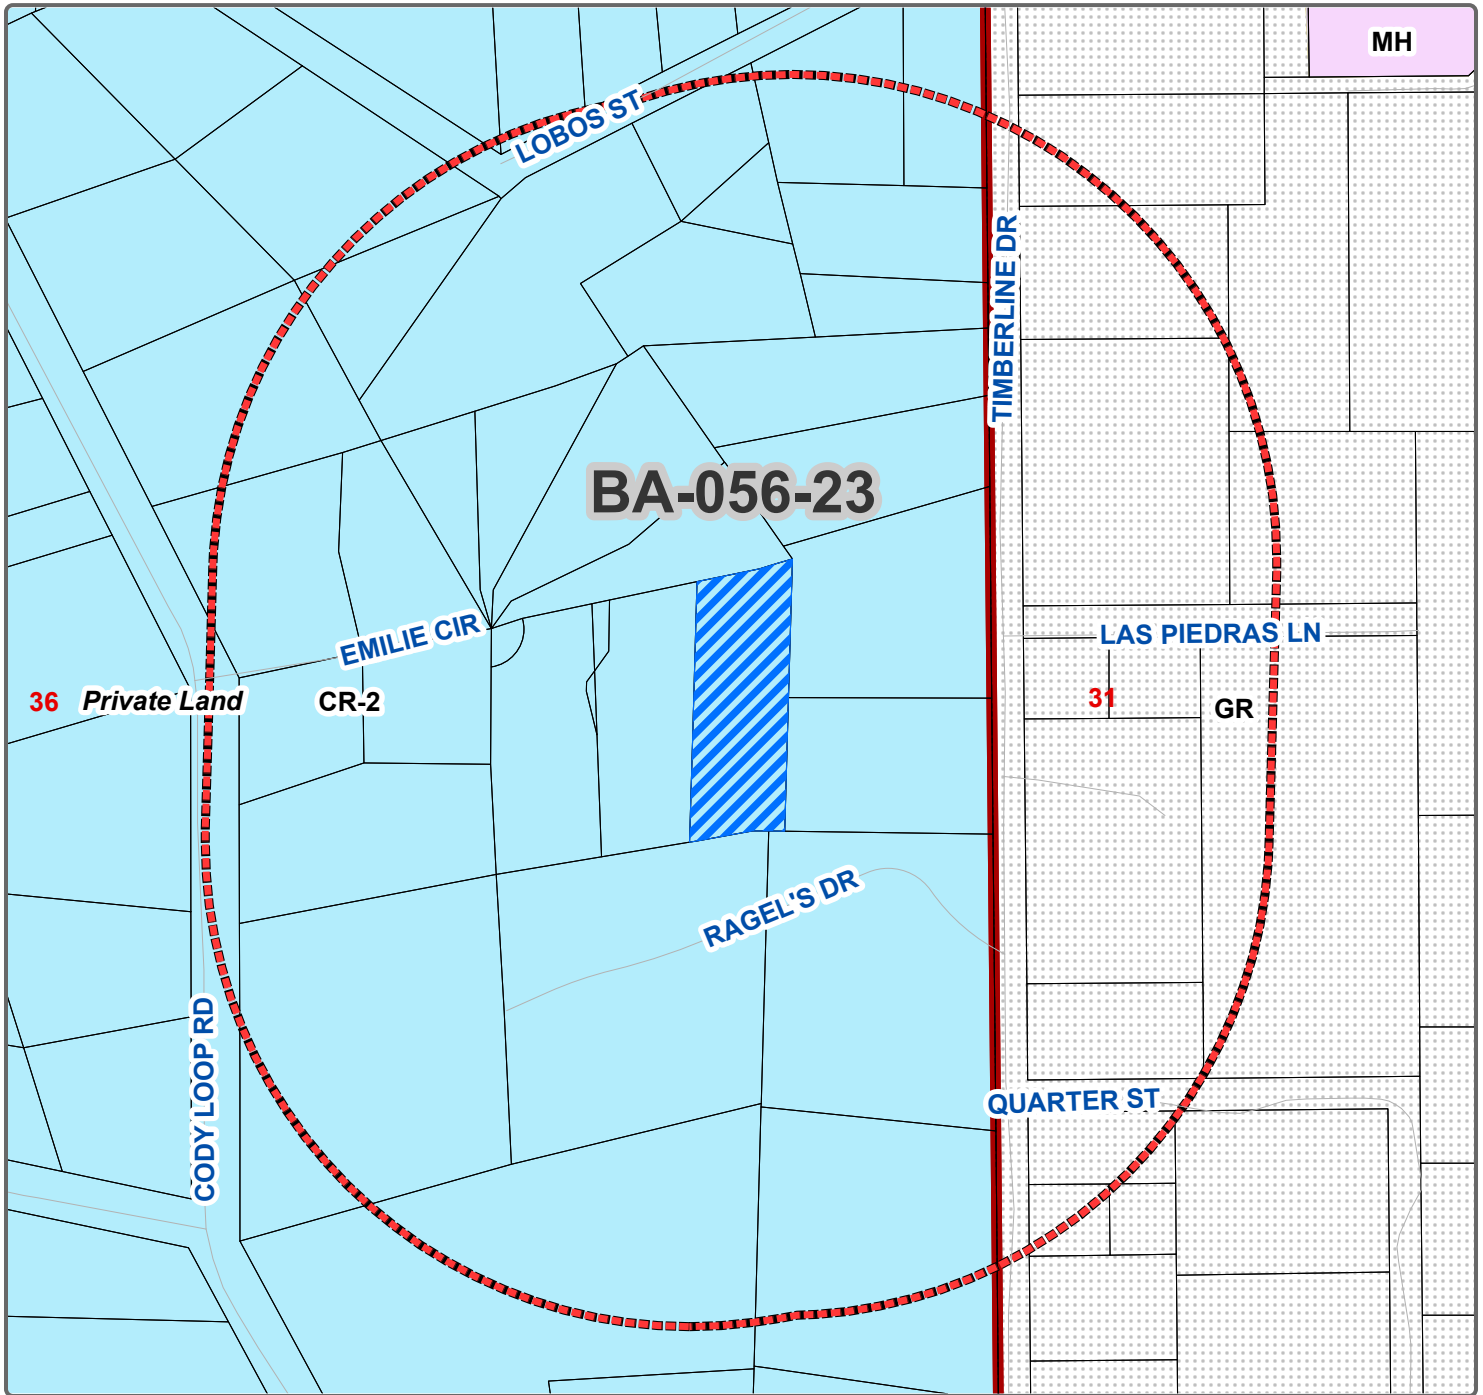 MH
LOBOS ST
TIMBERLINE DR
BA-056-23
EMILIE CIR
LAS PIEDRAS LN
36
Private Land
CR-2
31
GR
RAGEL'S DR
CODY LOOP RD
QUARTER ST